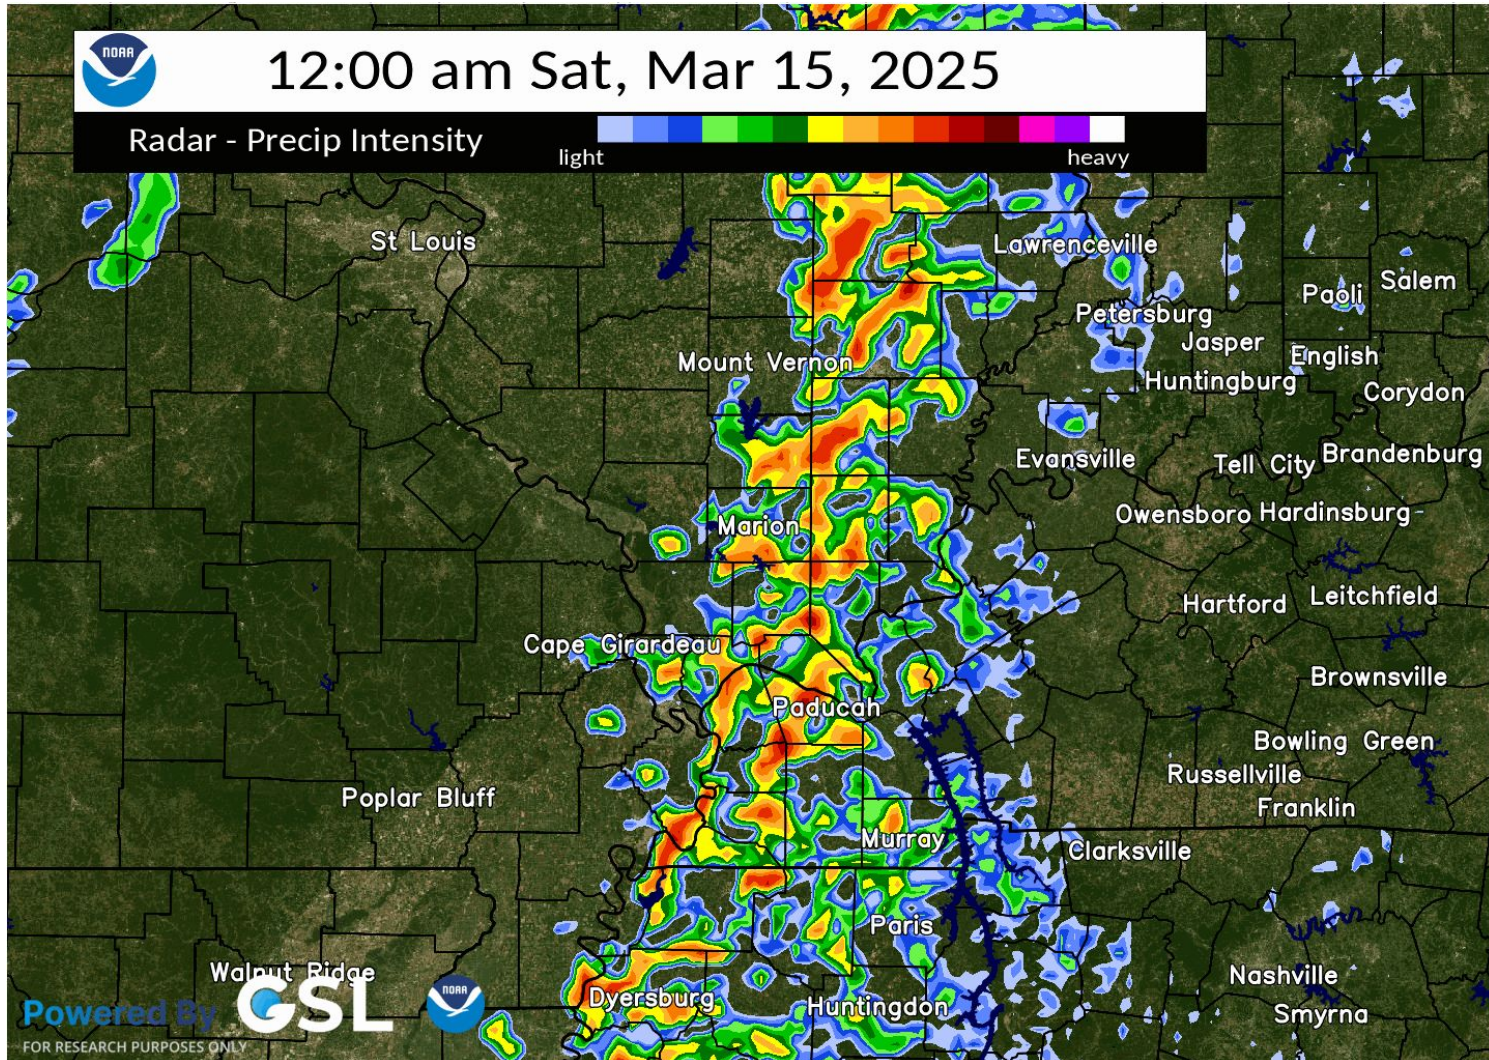 NOAA
12:00 am Sat, Mar 15, 2025
Radar - Precip Intensity
light
heavy
St Louis
Lawrenceville
Salem
Paoli
Petersburg
Jasper
English
Mount Vernon
Huntingburg
Corydon
Evansville
Tell City
Brandenburg
Marion
Owensboro
Hardinsburg
Hartford
Leitchfield
Cape Girardeau
Brownsville
Paducah
Bowling Green
Russellville
Poplar Bluff
Franklin
Murray
Clarksville
Paris
Walnut Ridge
Nashville
Dyersburg
Huntingdon
Smyrna
Powered By
GSL
NOAA
FOR RESEARCH PURPOSES ONLY